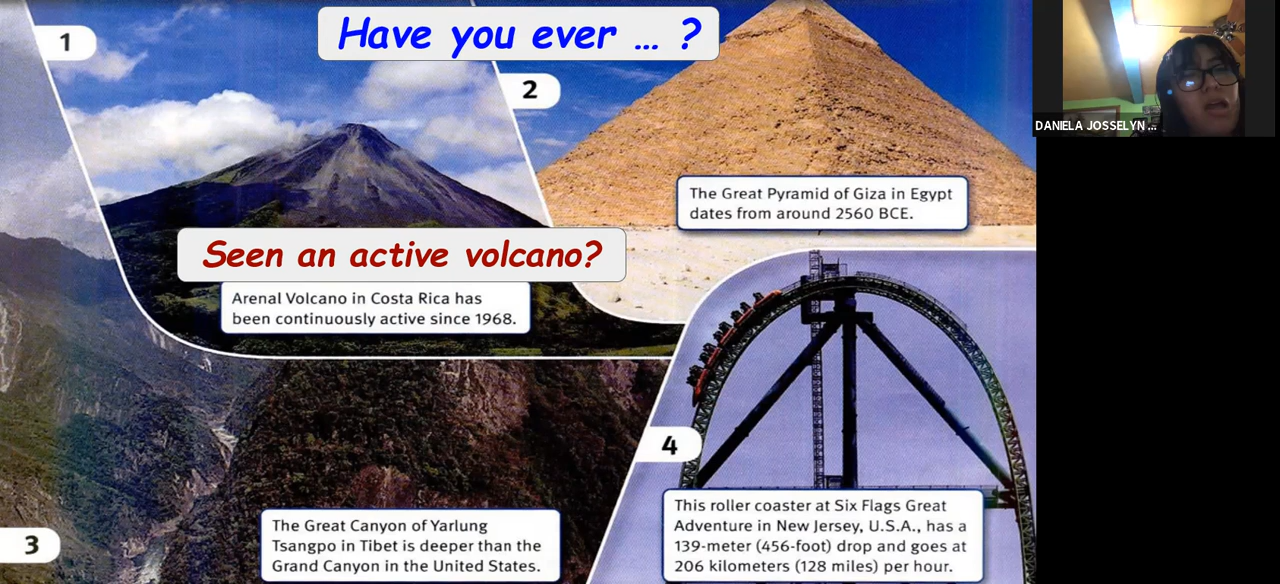 Have you ever ... ?
1
2
The Great Pyramid of Giza in Egypt
dates from around 2560 BCE.
Seen an active volcano?
Arenal Volcano in Costa Rica has
been continuously active since 1968.
3
The Great Canyon of Yarlung
Tsangpo in Tibet is deeper than the
Grand Canyon in the United States.
4
This roller coaster at Six Flags Great
Adventure in New Jersey, U.S.A., has a
139-meter (456-foot) drop and goes at
206 kilometers (128 miles) per hour.
DANIELA JOSSELYN ...